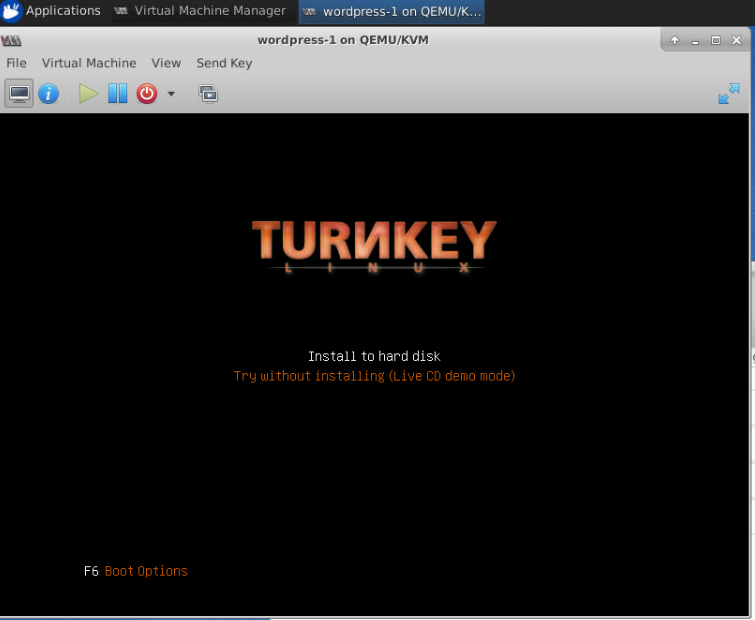 Applications Virtual Machine Manager wordpress-1 on QEMU/K...
wordpress-1 on QEMU/KVM
File Virtual Machine View Send Key
TURNKEY
LINUX
Install to hard disk
Try without installing (Live CD demo mode)
F6 Boot Options